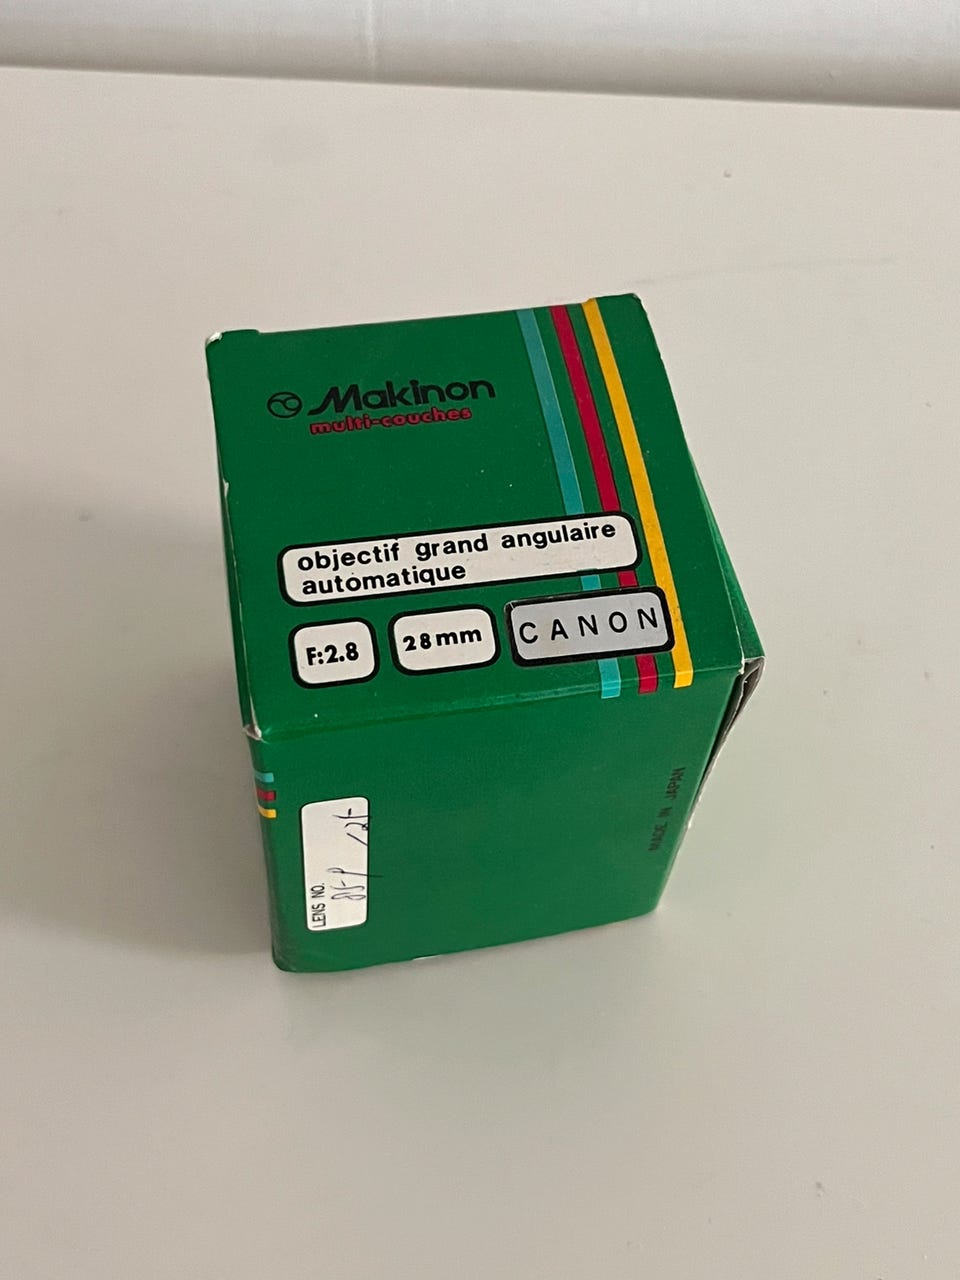 Makinon
multi-couches
objectif grand angulaire
automatique
F:2.8
28mm
CANON
LENS NO.
MADE IN JAPAN